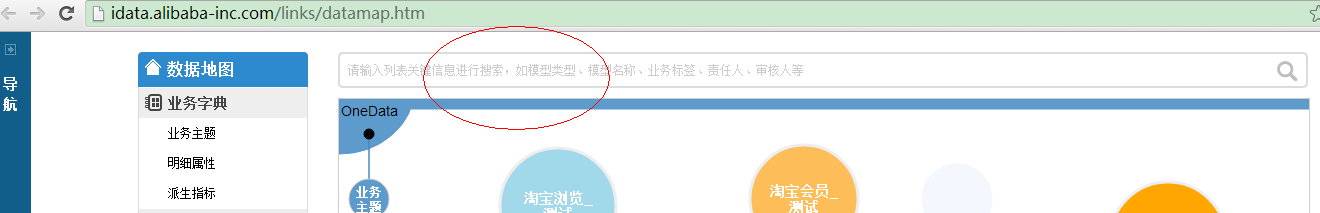 idata.alibaba-inc.com/links/datamap.htm
导航
数据地图
业务字典
业务主题
明细属性
派生指标
请输入列表关键信息进行搜索，如模型类型、模型名称、业务标签、责任人、审核人等
OneData
业务
主题
淘宝浏览_
测试
淘宝会员_
测试